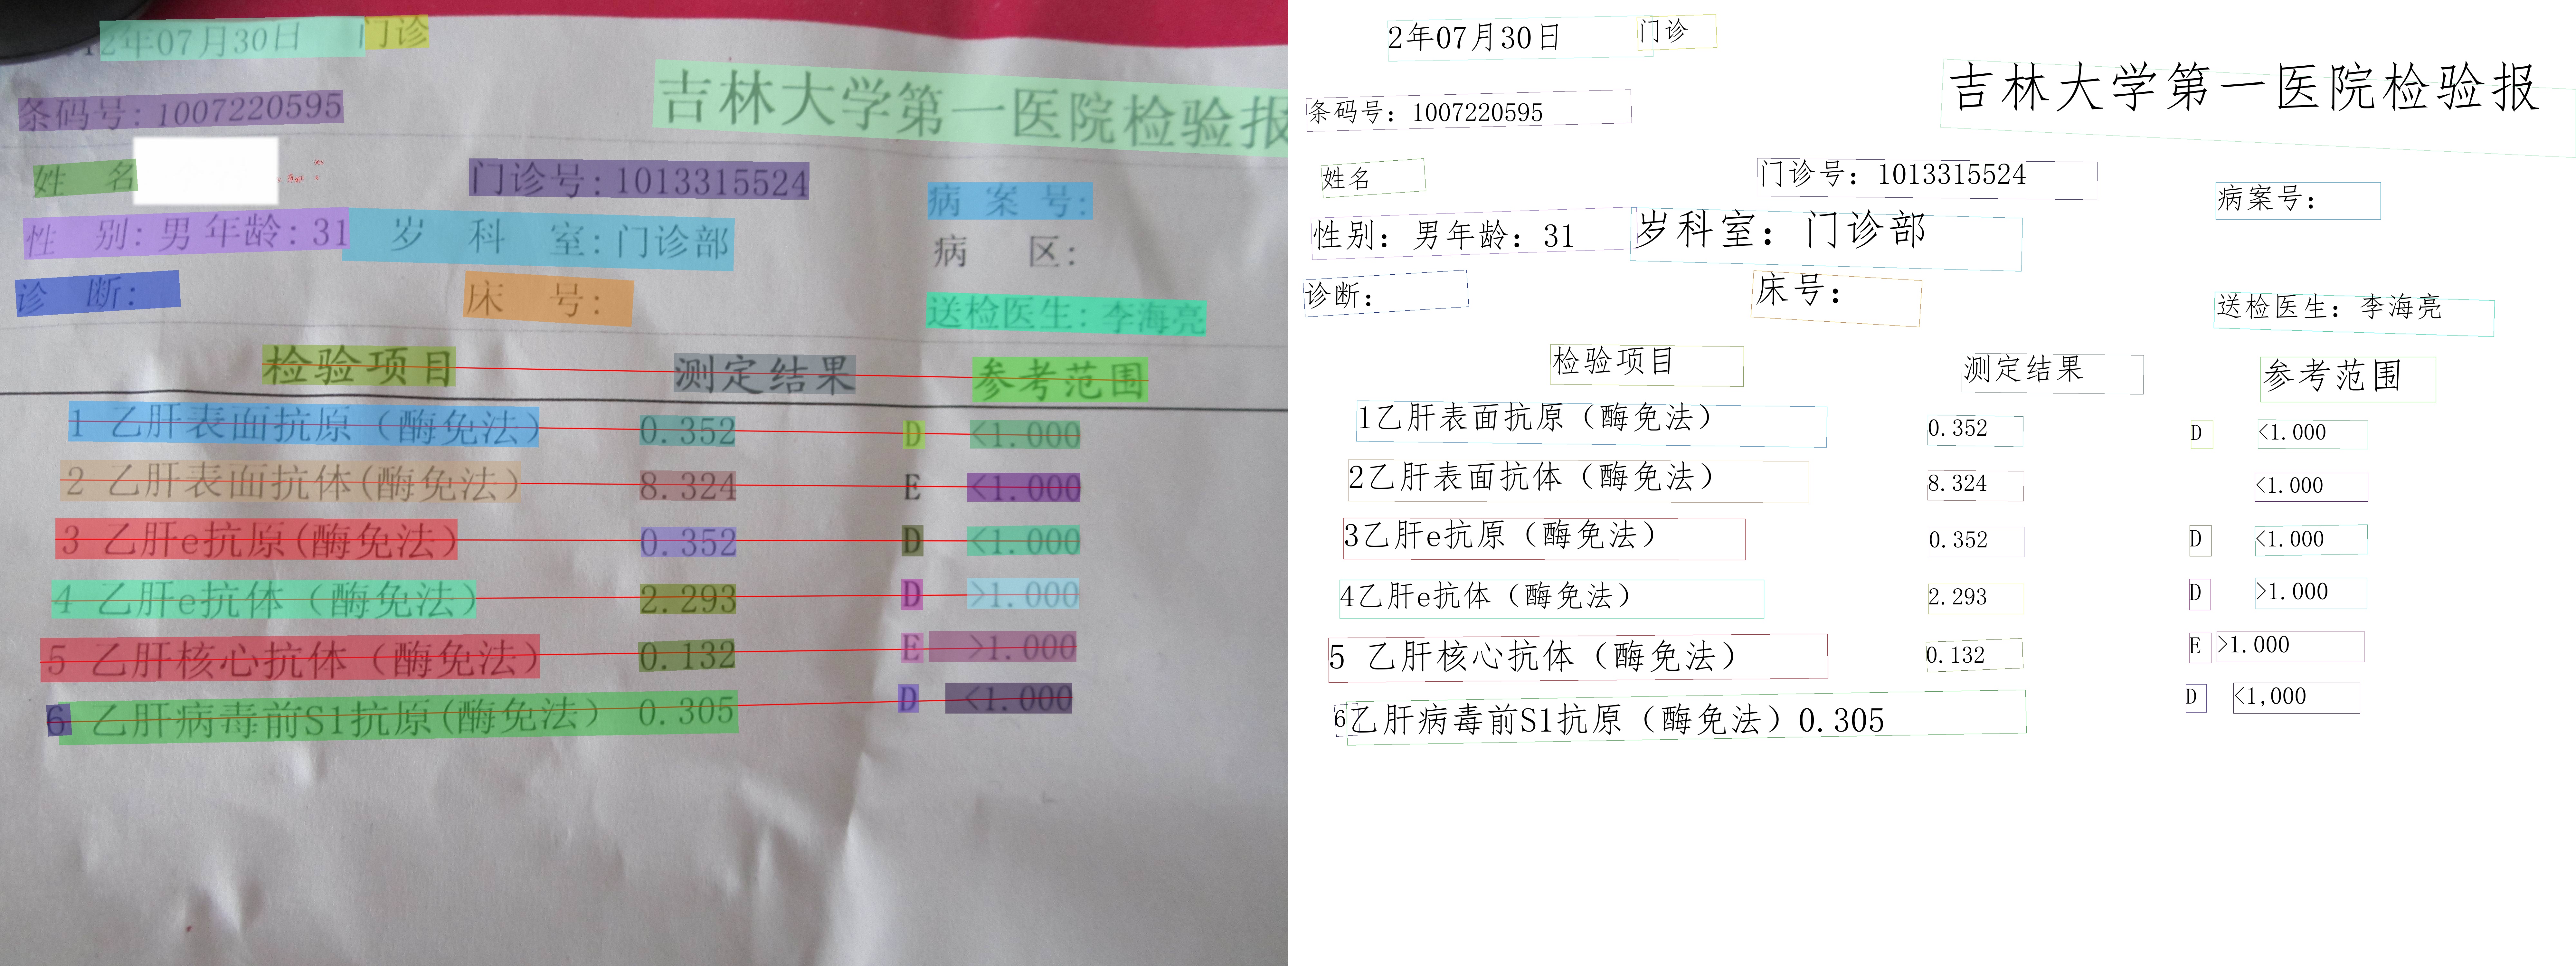 2年07月30日 门诊
吉林大学第一医院检验报
条码号: 1007220595
姓 名
门诊号: 1013315524
病 案 号:
性 别: 男 年龄: 31 岁 科 室: 门诊部
病 区:
诊 断:
床 号:
送检医生: 李海亮
检验项目 测定结果 参考范围
1 乙肝表面抗原（酶免法） 0.352 D <1.000
2 乙肝表面抗体(酶免法） 8.324 E <1.000
3 乙肝e抗原(酶免法） 0.352 D <1.000
4 乙肝e抗体（酶免法） 2.293 D >1.000
5 乙肝核心抗体（酶免法） 0.132 E >1.000
6 乙肝病毒前S1抗原(酶免法） 0.305 D <1.000
2年07月30日 门诊
吉林大学第一医院检验报
条码号：1007220595
姓名
门诊号：1013315524
病案号：
性别：男年龄：31 岁科室：门诊部
诊断：
床号：
送检医生：李海亮
检验项目 测定结果 参考范围
1乙肝表面抗原（酶免法） 0.352 D <1.000
2乙肝表面抗体（酶免法） 8.324 <1.000
3乙肝e抗原（酶免法） 0.352 D <1.000
4乙肝e抗体（酶免法） 2.293 D >1.000
5 乙肝核心抗体（酶免法） 0.132 E >1.000
6乙肝病毒前S1抗原（酶免法）0.305 D <1,000